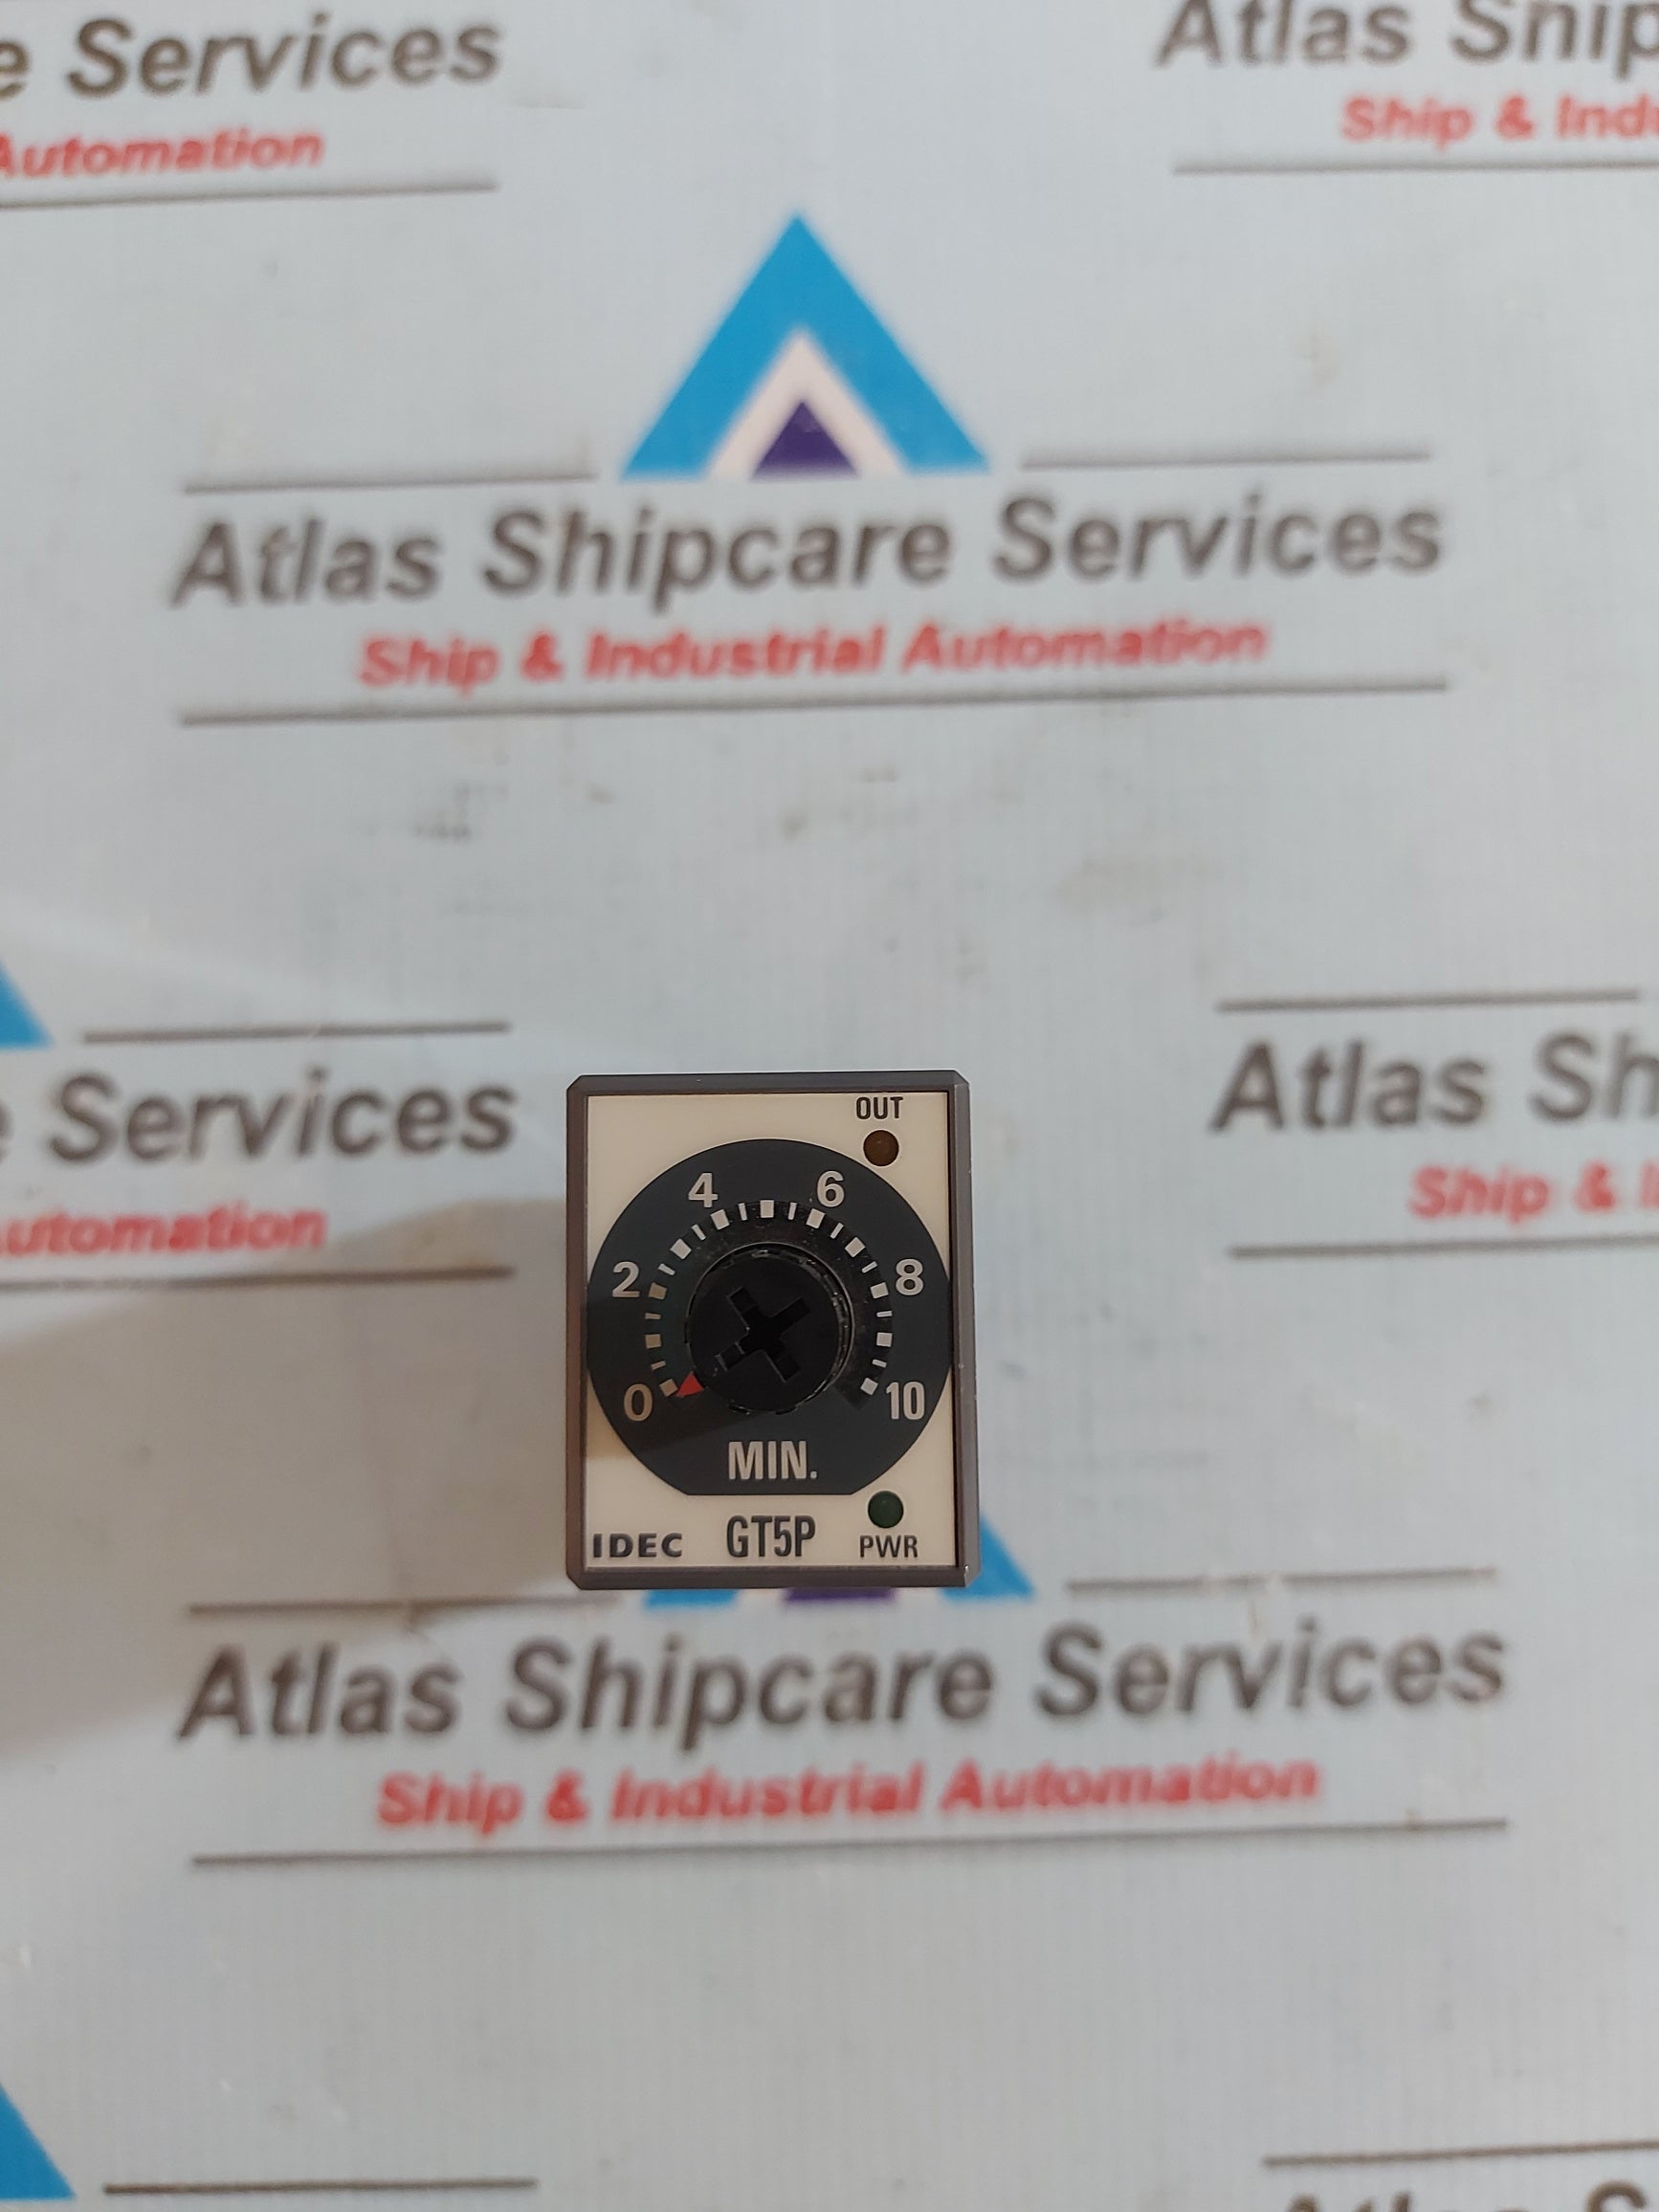 e Services
Automation
Atlas Ship
Ship & Indu
Atlas Shipcare Services
Ship & Industrial Automation
e Services
utomation
Atlas Sh
Ship & I
OUT
4 6
2 8
0 10
MIN.
IDEC GT5P PWR
Atlas Shipcare Services
Ship & Industrial Automation